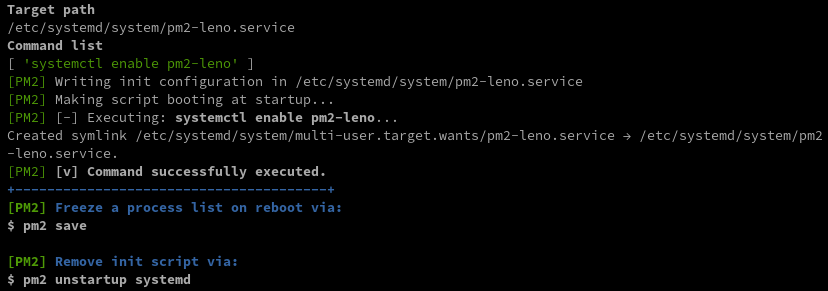 Target path
/etc/systemd/system/pm2-leno.service
Command list
[ 'systemctl enable pm2-leno' ]
[PM2] Writing init configuration in /etc/systemd/system/pm2-leno.service
[PM2] Making script booting at startup...
[PM2] [-] Executing: systemctl enable pm2-leno...
Created symlink /etc/systemd/system/multi-user.target.wants/pm2-leno.service → /etc/systemd/system/pm2
-leno.service.
[PM2] [v] Command successfully executed.
+---------------------------------------+
[PM2] Freeze a process list on reboot via:
$ pm2 save

[PM2] Remove init script via:
$ pm2 unstartup systemd